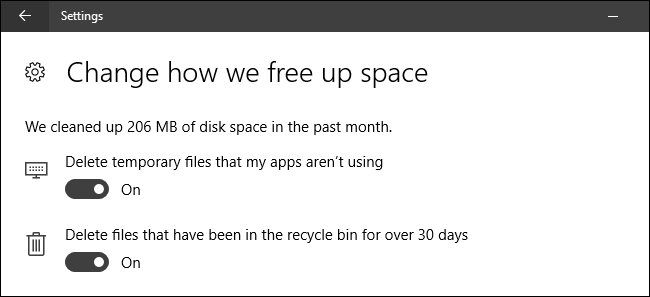 Settings
Change how we free up space
We cleaned up 206 MB of disk space in the past month.
Delete temporary files that my apps aren't using
On
Delete files that have been in the recycle bin for over 30 days
On